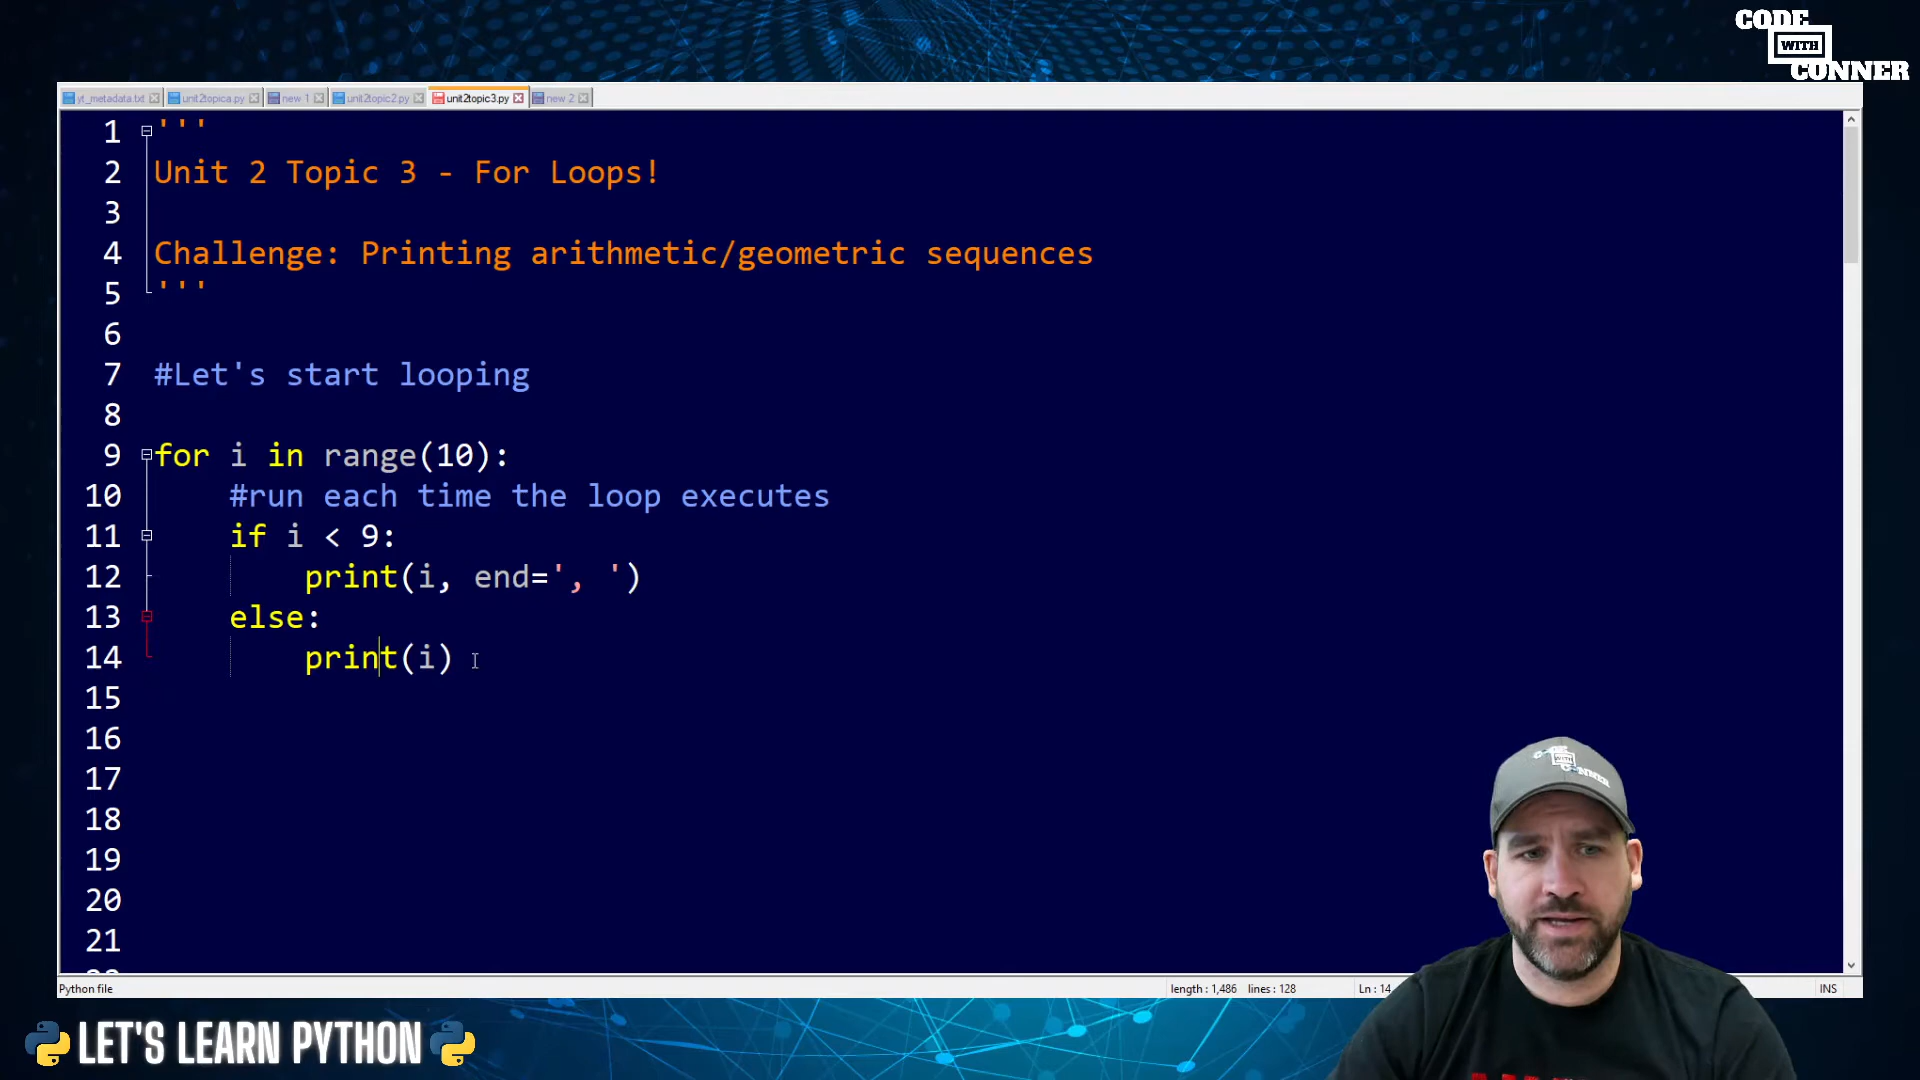 CODE
WITH
CONNER
yt_metadata.txt unit2topica.py new 1 unit2topic2.py unit2topic3.py new 2
1 '''
2 Unit 2 Topic 3 - For Loops!
3
4 Challenge: Printing arithmetic/geometric sequences
5 '''
6
7 #Let's start looping
8
9 for i in range(10):
10 #run each time the loop executes
11 if i < 9:
12 print(i, end=', ')
13 else:
14 print(i)
15
16
17
18
19
20
21
Python file length : 1,486 lines : 128 Ln : 14 INS
LET'S LEARN PYTHON